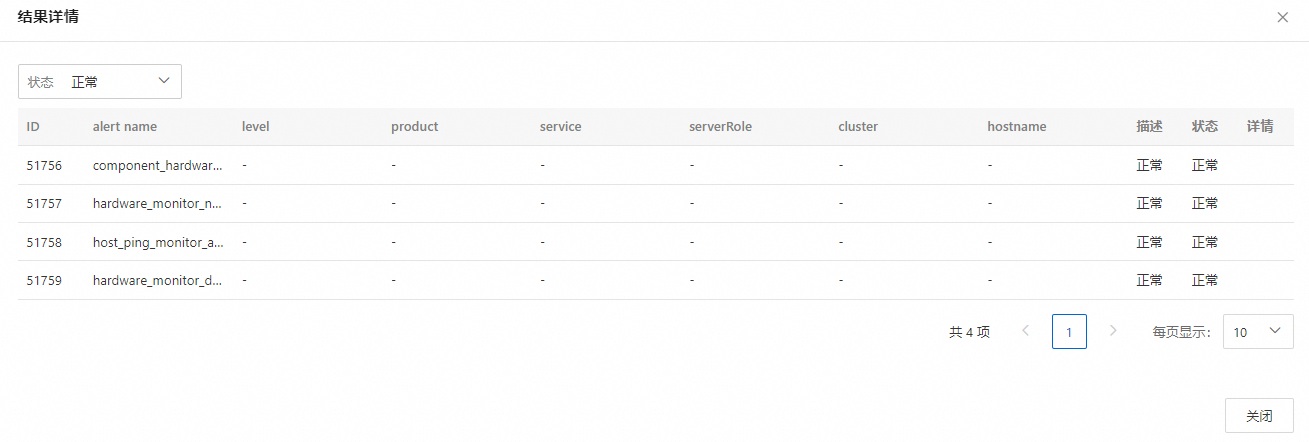 结果详情
状态 正常
ID alert name level product service serverRole cluster hostname 描述 状态 详情
51756 component_hardwar... - - - - - - 正常 正常
51757 hardware_monitor_n... - - - - - - 正常 正常
51758 host_ping_monitor_a... - - - - - - 正常 正常
51759 hardware_monitor_d... - - - - - - 正常 正常
共 4 项 1 每页显示: 10
关闭